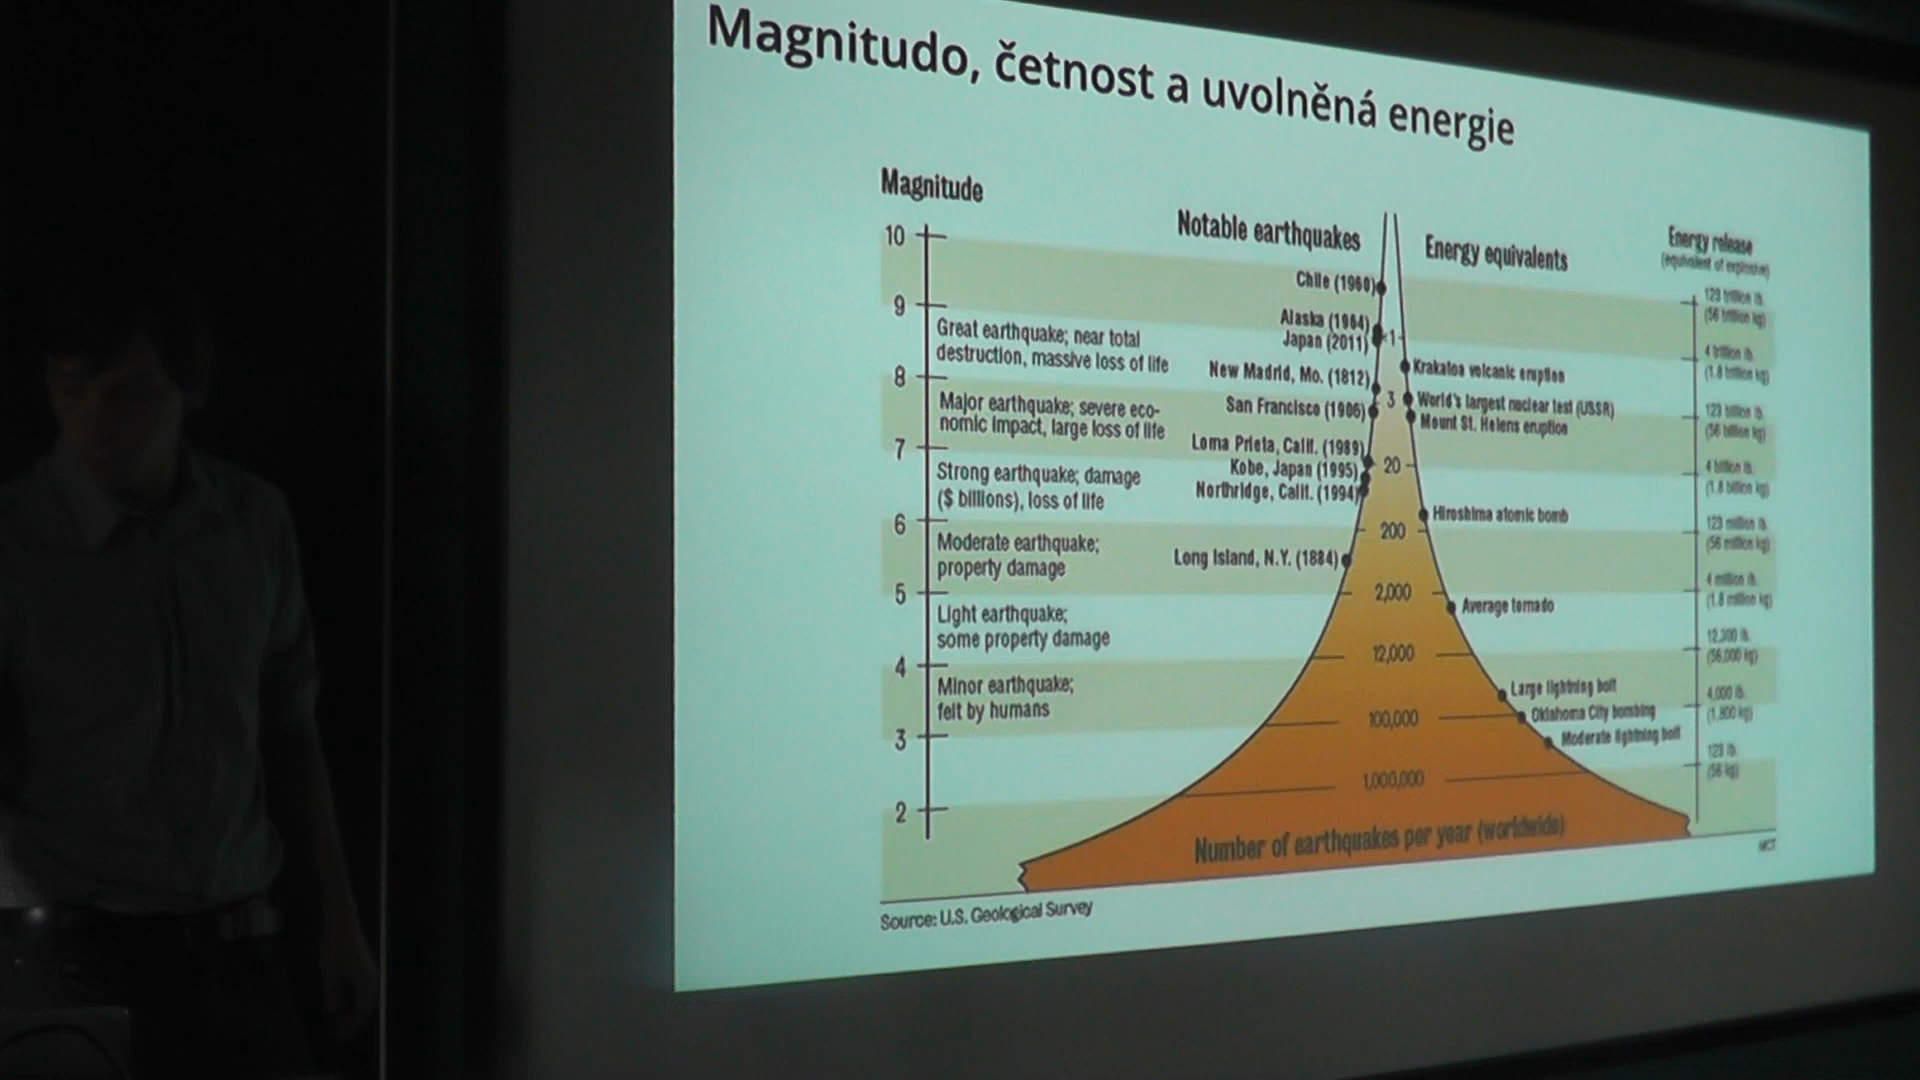 Magnitudo, četnost a uvolněná energie
Magnitude
10
9
8
7
6
5
4
3
2
Great earthquake; near total
destruction, massive loss of life
Major earthquake; severe eco-
nomic impact, large loss of life
Strong earthquake; damage
($ billions), loss of life
Moderate earthquake;
property damage
Light earthquake;
some property damage
Minor earthquake;
felt by humans
Notable earthquakes
Chile (1960)
Alaska (1964)
Japan (2011)
New Madrid, Mo. (1812)
San Francisco (1906)
Loma Prieta, Calif. (1989)
Kobe, Japan (1995)
Northridge, Calif. (1994)
Long Island, N.Y. (1884)
<1
3
20
200
2,000
12,000
100,000
1,000,000
Number of earthquakes per year (worldwide)
Energy equivalents
Krakatoa volcanic eruption
World's largest nuclear test (USSR)
Mount St. Helens eruption
Hiroshima atomic bomb
Average tornado
Large lightning bolt
Oklahoma City bombing
Moderate lightning bolt
Energy release
(equivalent of explosive)
123 trillion lb.
(56 trillion kg)
4 trillion lb.
(1.8 trillion kg)
123 billion lb.
(56 billion kg)
4 billion lb.
(1.8 billion kg)
123 million lb.
(56 million kg)
4 million lb.
(1.8 million kg)
12,300 lb.
(56,000 kg)
4,000 lb.
(1,800 kg)
123 lb.
(56 kg)
MCT
Source: U.S. Geological Survey